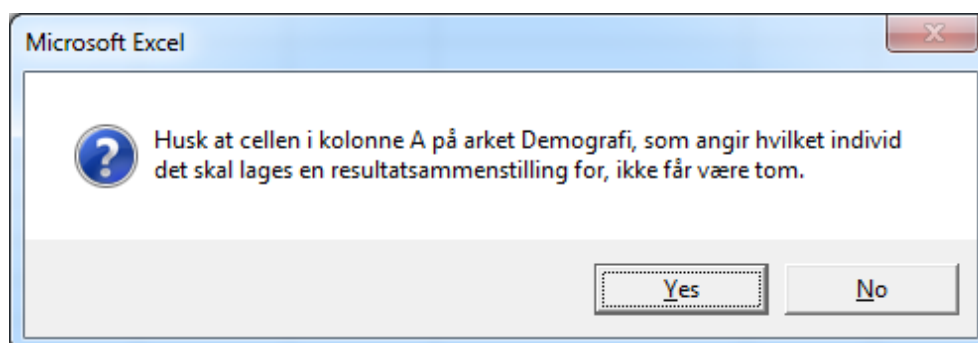 Microsoft Excel
Husk at cellen i kolonne A på arket Demografi, som angir hvilket individ
det skal lages en resultatsammenstilling for, ikke får være tom.
Yes
No